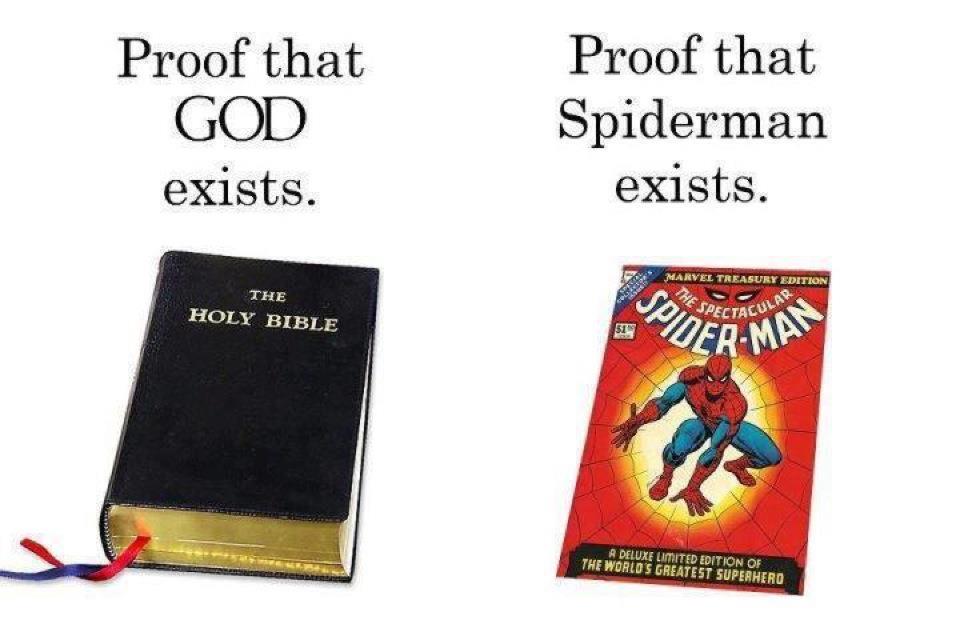 Proof that
GOD
exists.
THE
HOLY BIBLE
Proof that
Spiderman
exists.
MARVEL TREASURY EDITION
THE SPECTACULAR
SPIDER-MAN
A DELUXE LIMITED EDITION OF
THE WORLD'S GREATEST SUPERHERO